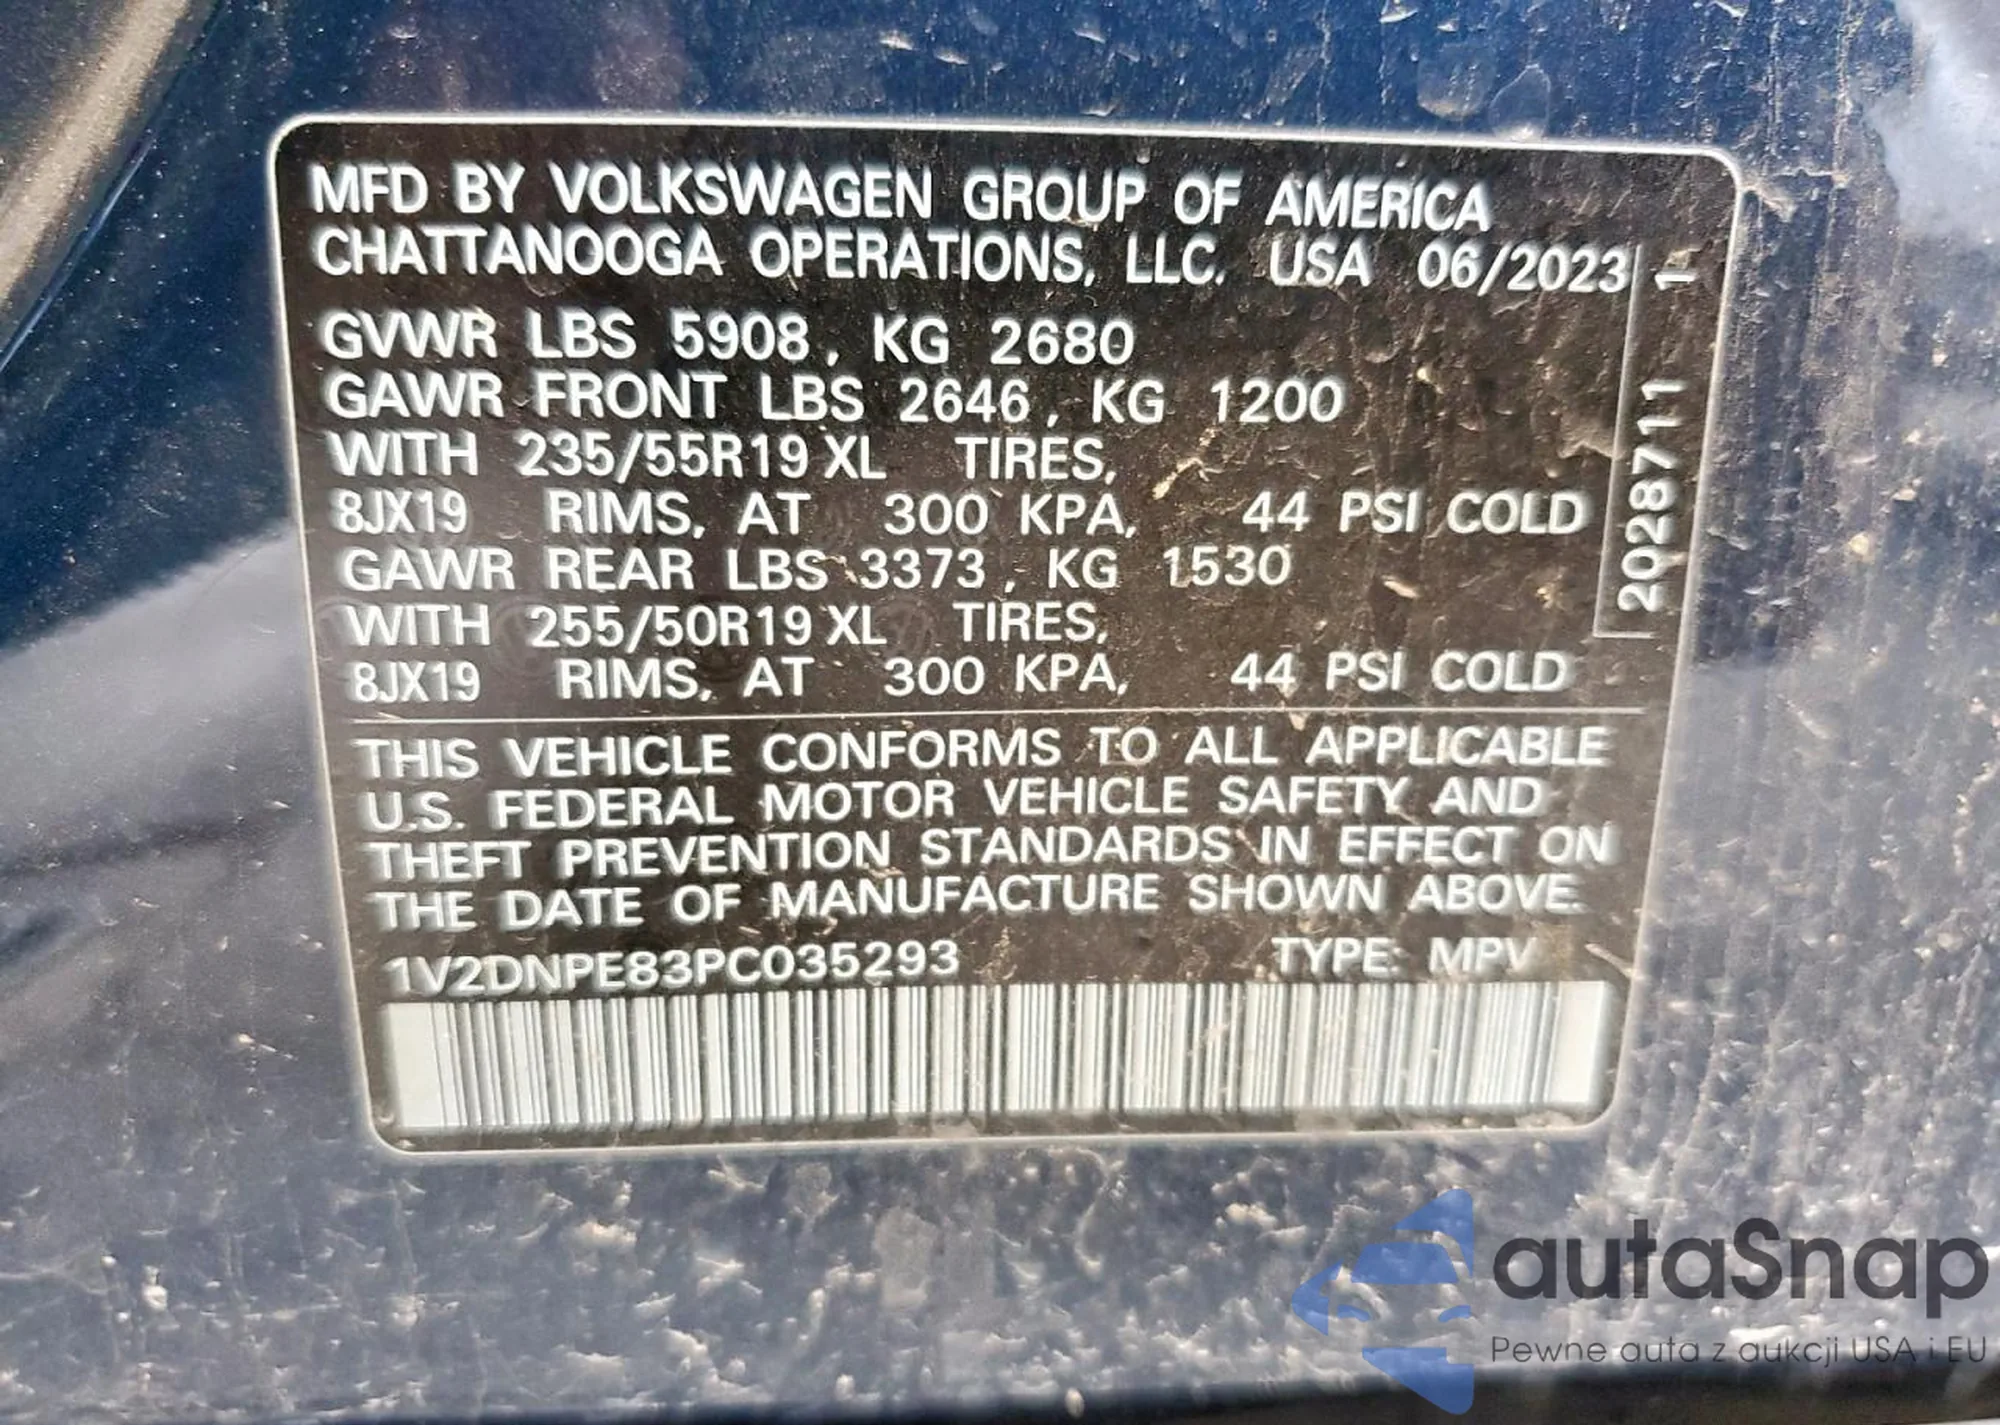 MFD BY VOLKSWAGEN GROUP OF AMERICA
CHATTANOOGA OPERATIONS, LLC. USA 06/2023
GVWR LBS 5908, KG 2680
GAWR FRONT LBS 2646, KG 1200
WITH 235/55R19 XL TIRES,
8JX19 RIMS, AT 300 KPA, 44 PSI COLD
GAWR REAR LBS 3373, KG 1530
WITH 255/50R19 XL TIRES,
8JX19 RIMS, AT 300 KPA, 44 PSI COLD
2028711 1
THIS VEHICLE CONFORMS TO ALL APPLICABLE
U.S. FEDERAL MOTOR VEHICLE SAFETY AND
THEFT PREVENTION STANDARDS IN EFFECT ON
THE DATE OF MANUFACTURE SHOWN ABOVE.
1V2DNPE83PC035293 TYPE: MPV
autaSnap
Pewne auta z aukcji USA i EU